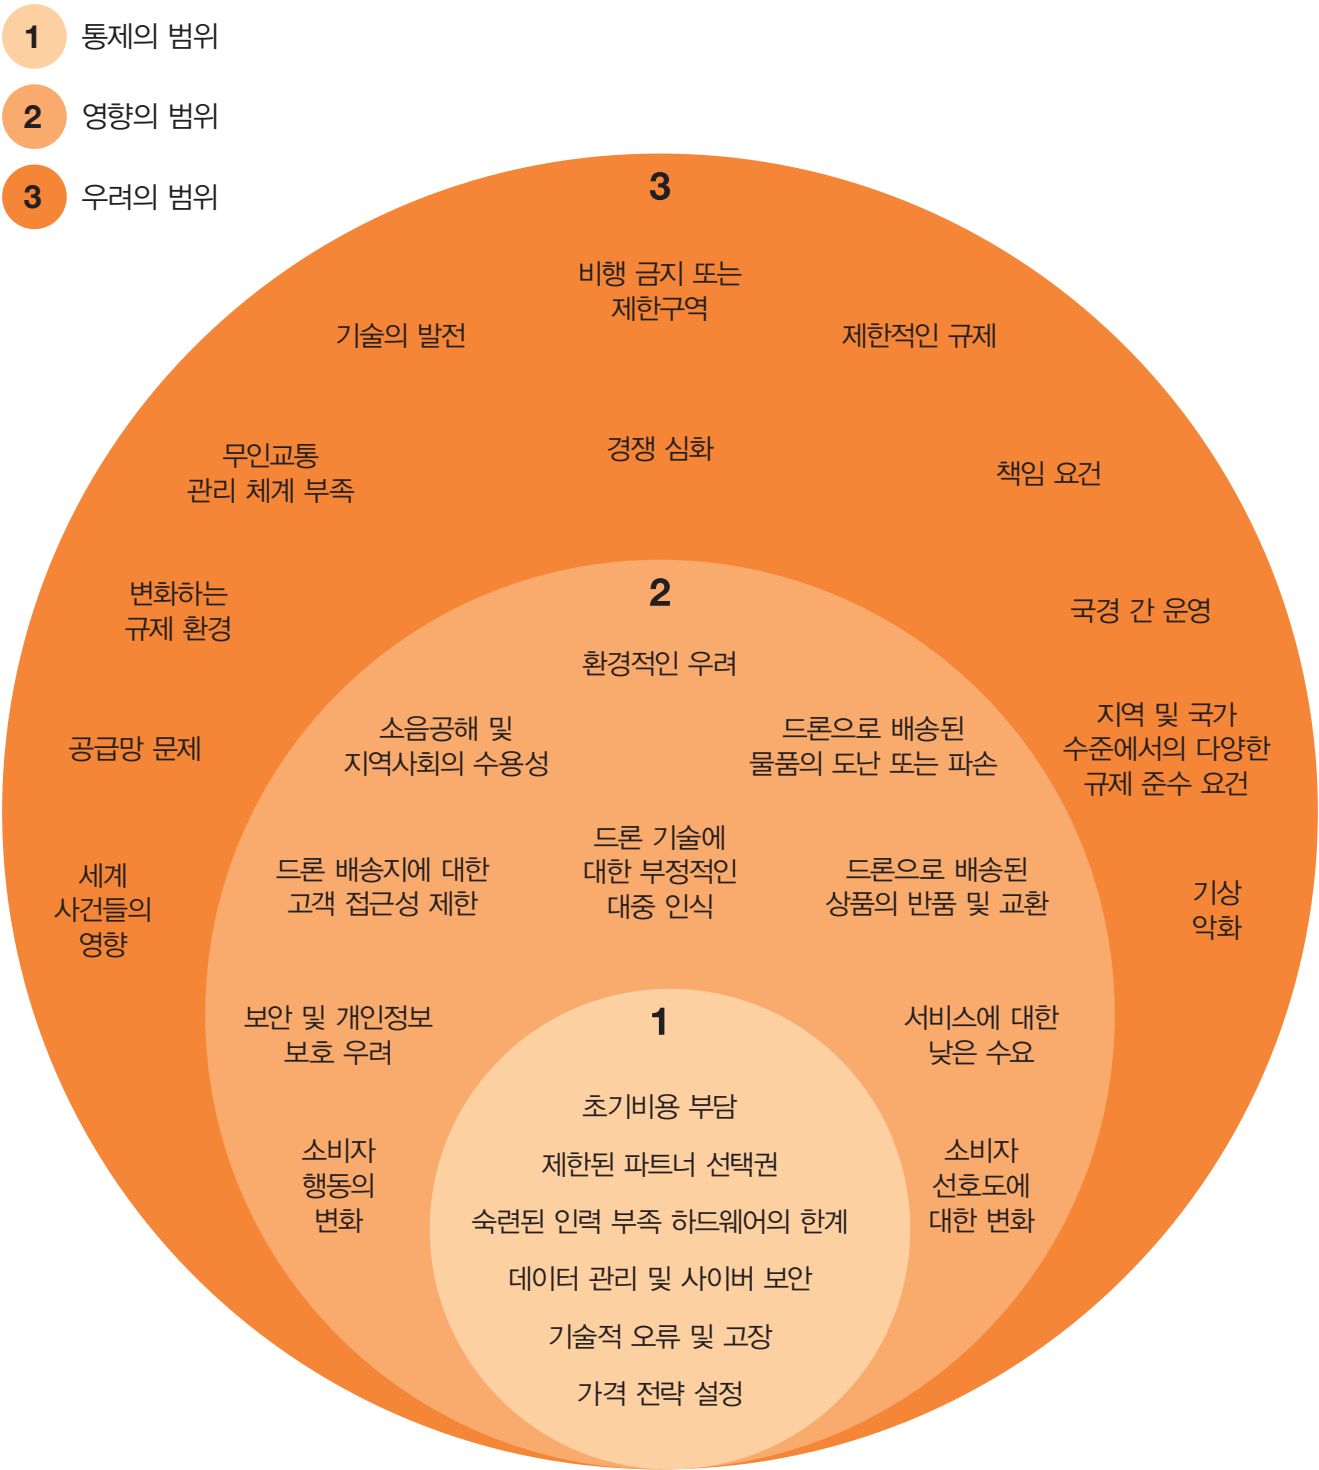 1 통제의 범위
2 영향의 범위
3 우려의 범위
3
비행 금지 또는
제한구역
기술의 발전
제한적인 규제
경쟁 심화
무인교통
관리 체계 부족
책임 요건
변화하는
규제 환경
국경 간 운영
공급망 문제
지역 및 국가
수준에서의 다양한
규제 준수 요건
세계
사건들의
영향
기상
악화
2
환경적인 우려
소음공해 및
지역사회의 수용성
드론으로 배송된
물품의 도난 또는 파손
드론 배송지에 대한
고객 접근성 제한
드론 기술에
대한 부정적인
대중 인식
드론으로 배송된
상품의 반품 및 교환
보안 및 개인정보
보호 우려
서비스에 대한
낮은 수요
소비자
행동의
변화
소비자
선호도에
대한 변화
1
초기비용 부담
제한된 파트너 선택권
숙련된 인력 부족 하드웨어의 한계
데이터 관리 및 사이버 보안
기술적 오류 및 고장
가격 전략 설정